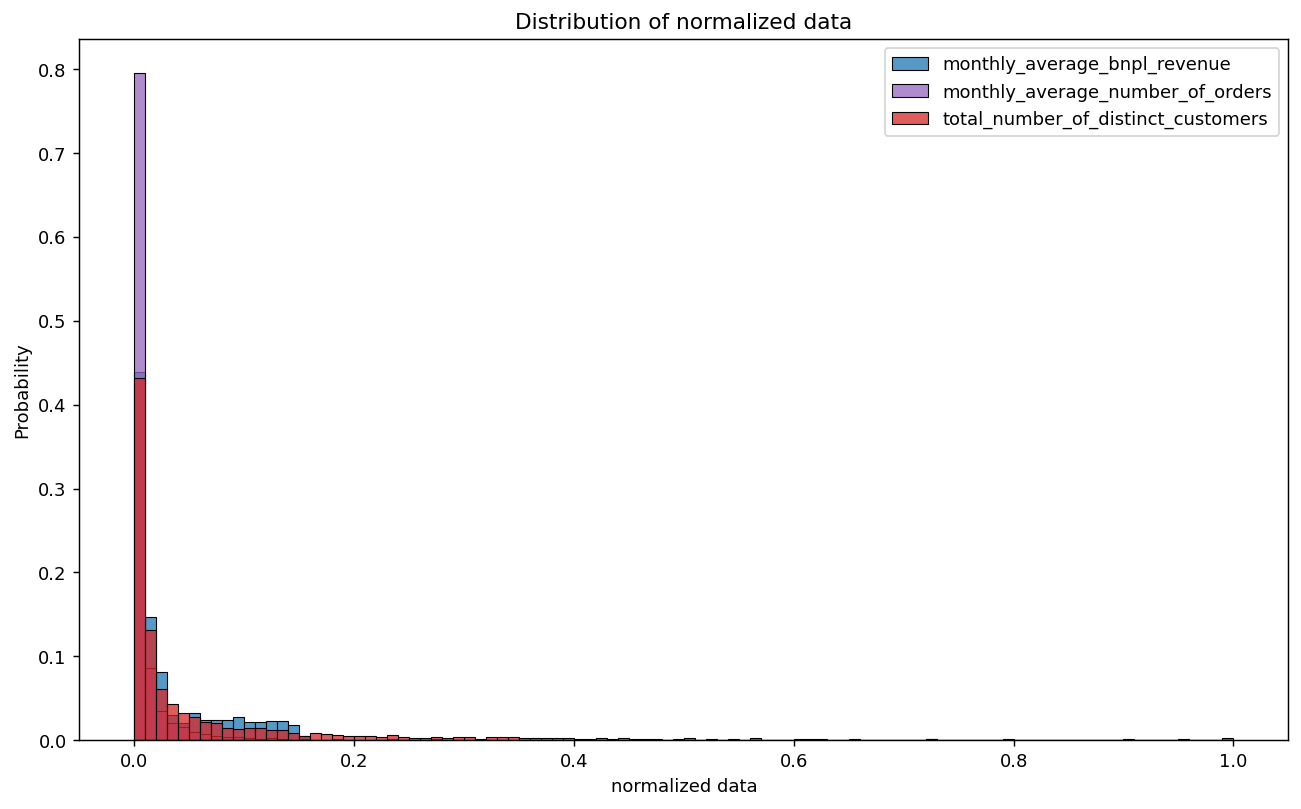 Distribution of normalized data
monthly_average_bnpl_revenue
monthly_average_number_of_orders
total_number_of_distinct_customers
Probability
0.8
0.7
0.6
0.5
0.4
0.3
0.2
0.1
0.0
0.0 0.2 0.4 0.6 0.8 1.0
normalized data